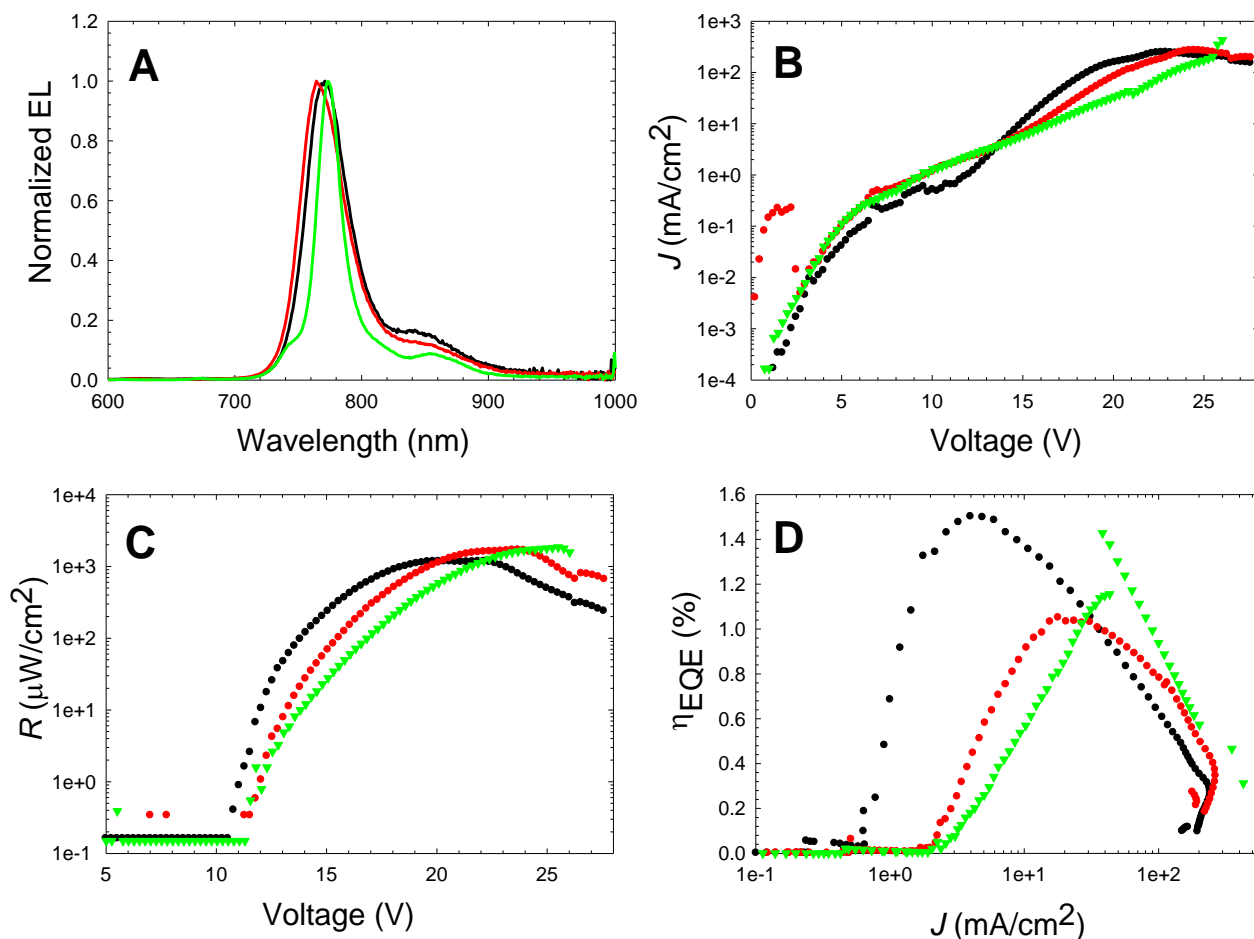 A
Normalized EL
1.2
1.0
0.8
0.6
0.4
0.2
0.0
600 700 800 900 1000
Wavelength (nm)
B
J (mA/cm2)
1e+3
1e+2
1e+1
1e+0
1e-1
1e-2
1e-3
1e-4
0 5 10 15 20 25
Voltage (V)
C
R (μW/cm2)
1e+4
1e+3
1e+2
1e+1
1e+0
1e-1
5 10 15 20 25
Voltage (V)
D
ηEQE (%)
1.6
1.4
1.2
1.0
0.8
0.6
0.4
0.2
0.0
1e-1 1e+0 1e+1 1e+2
J (mA/cm2)